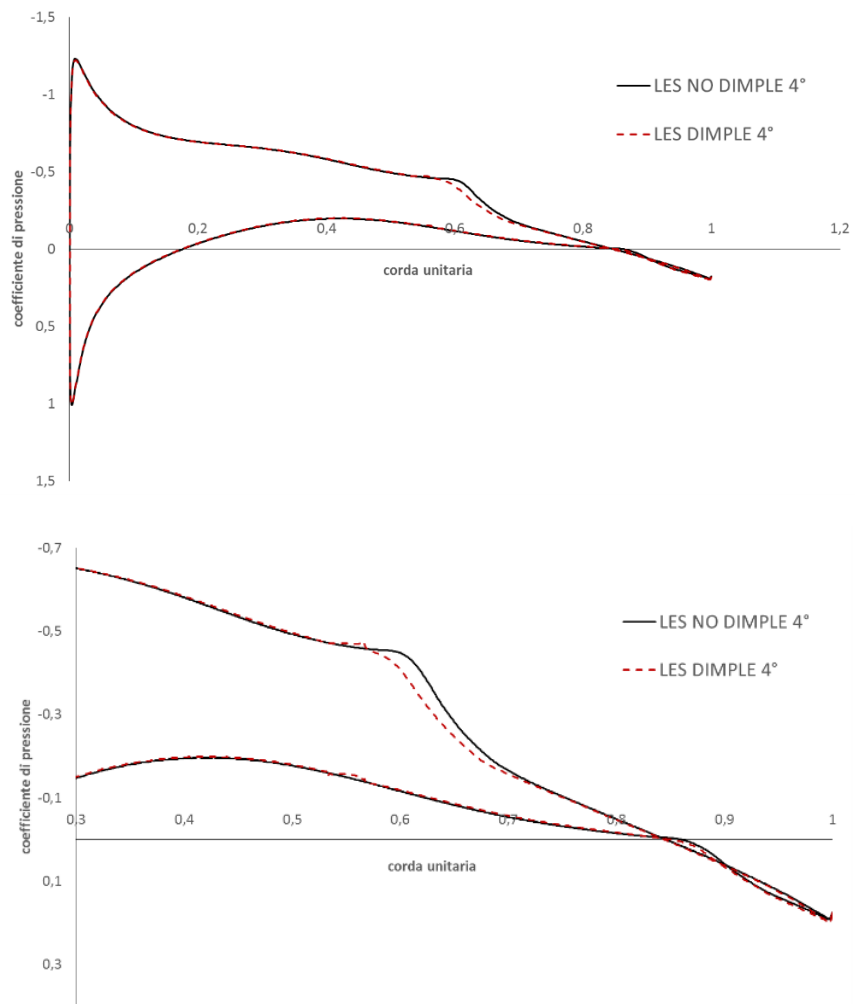 -1,5
-1
-0,5
0
0,5
1
1,5
coefficiente di pressione
0 0,2 0,4 0,6 0,8 1 1,2
corda unitaria
LES NO DIMPLE 4°
LES DIMPLE 4°
-0,7
-0,5
-0,3
-0,1
0,1
0,3
coefficiente di pressione
0,3 0,4 0,5 0,6 0,7 0,8 0,9 1
corda unitaria
LES NO DIMPLE 4°
LES DIMPLE 4°